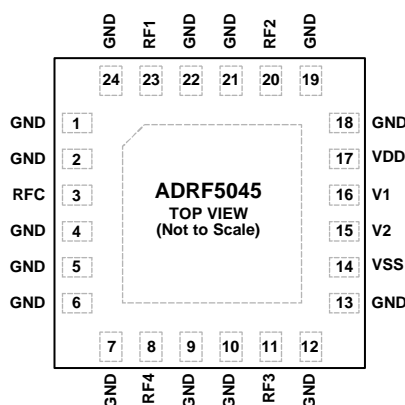 GND RF1 GND GND RF2 GND
24 23 22 21 20 19
GND 1
GND 2
RFC 3
GND 4
GND 5
GND 6
ADRF5045
TOP VIEW
(Not to Scale)
18 GND
17 VDD
16 V1
15 V2
14 VSS
13 GND
7 8 9 10 11 12
GND RF4 GND GND RF3 GND